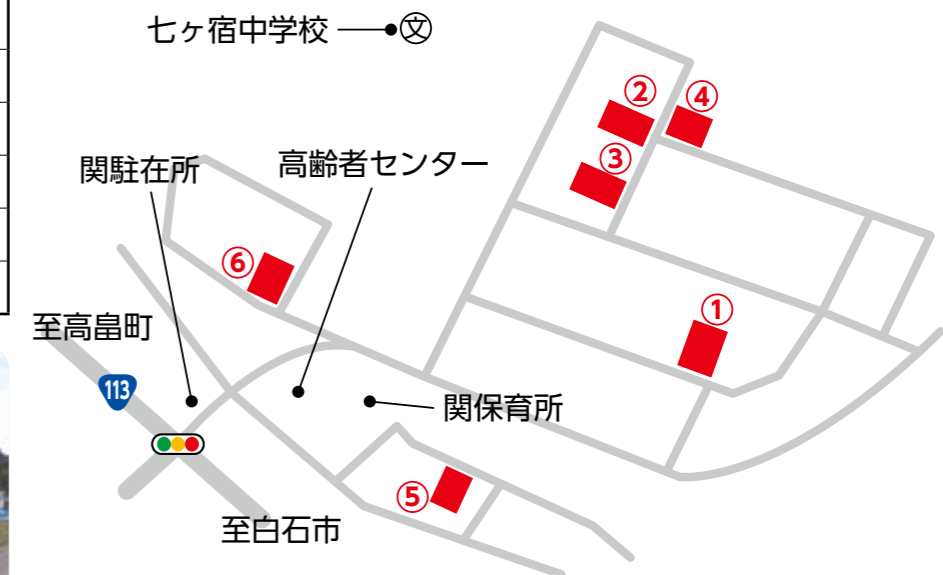 七ヶ宿中学校
文
②
④
③
関駐在所
高齢者センター
⑥
①
至高畠町
113
関保育所
⑤
至白石市